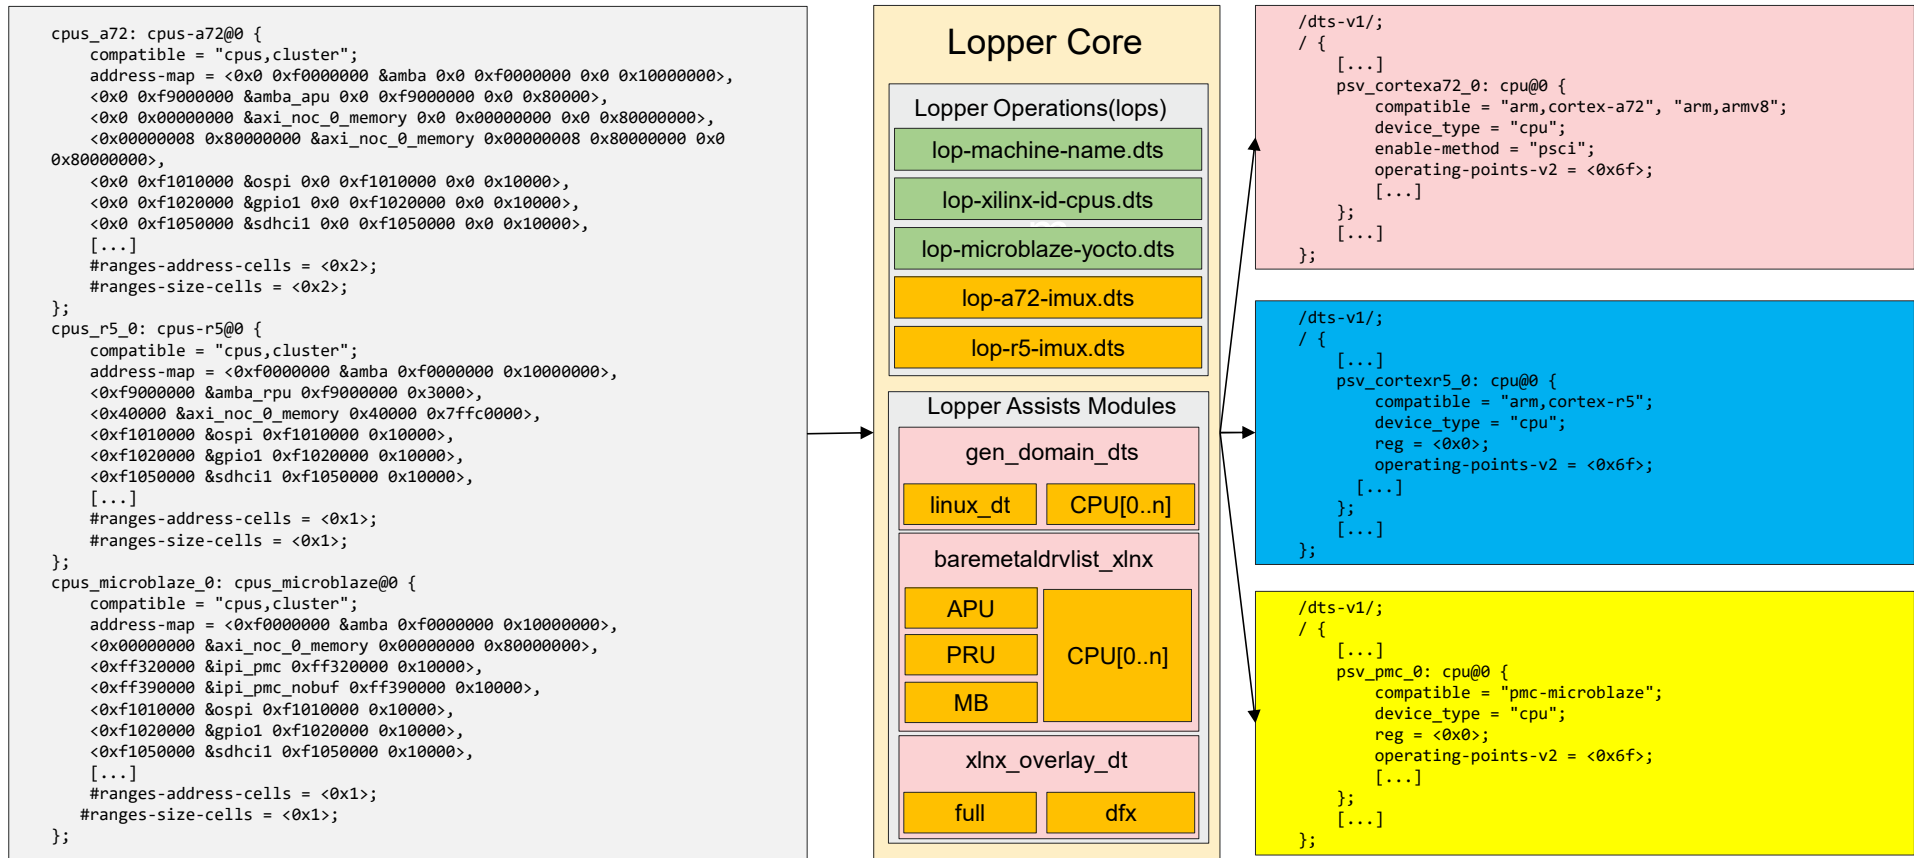 cpus_a72: cpus-a72@0 {
compatible = "cpus,cluster";
address-map = <0x0 0xf0000000 &amba 0x0 0xf0000000 0x0 0x10000000>,
<0x0 0xf9000000 &amba_apu 0x0 0xf9000000 0x0 0x80000>,
<0x0 0x00000000 &axi_noc_0_memory 0x0 0x00000000 0x0 0x80000000>,
<0x00000008 0x80000000 &axi_noc_0_memory 0x00000008 0x80000000 0x0
0x80000000>,
<0x0 0xf1010000 &ospi 0x0 0xf1010000 0x0 0x10000>,
<0x0 0xf1020000 &gpio1 0x0 0xf1020000 0x0 0x10000>,
<0x0 0xf1050000 &sdhci1 0x0 0xf1050000 0x0 0x10000>,
[...]
#ranges-address-cells = <0x2>;
#ranges-size-cells = <0x2>;
};
cpus_r5_0: cpus-r5@0 {
compatible = "cpus,cluster";
address-map = <0xf0000000 &amba 0xf0000000 0x10000000>,
<0xf9000000 &amba_rpu 0xf9000000 0x3000>,
<0x40000 &axi_noc_0_memory 0x40000 0x7ffc0000>,
<0xf1010000 &ospi 0xf1010000 0x10000>,
<0xf1020000 &gpio1 0xf1020000 0x10000>,
<0xf1050000 &sdhci1 0xf1050000 0x10000>,
[...]
#ranges-address-cells = <0x1>;
#ranges-size-cells = <0x1>;
};
cpus_microblaze_0: cpus_microblaze@0 {
compatible = "cpus,cluster";
address-map = <0xf0000000 &amba 0xf0000000 0x10000000>,
<0x00000000 &axi_noc_0_memory 0x00000000 0x80000000>,
<0xff320000 &ipi_pmc 0xff320000 0x10000>,
<0xff390000 &ipi_pmc_nobuf 0xff390000 0x10000>,
<0xf1010000 &ospi 0xf1010000 0x10000>,
<0xf1020000 &gpio1 0xf1020000 0x10000>,
<0xf1050000 &sdhci1 0xf1050000 0x10000>,
[...]
#ranges-address-cells = <0x1>;
#ranges-size-cells = <0x1>;
};
Lopper Core
Lopper Operations(lops)
lop-machine-name.dts
lop-xilinx-id-cpus.dts
lop-microblaze-yocto.dts
lop-a72-imux.dts
lop-r5-imux.dts
Lopper Assists Modules
gen_domain_dts
linux_dt CPU[0..n]
baremetaldrvlist_xlnx
APU
PRU
MB
CPU[0..n]
xlnx_overlay_dt
full dfx
/dts-v1/;
/ {
[...]
psv_cortexa72_0: cpu@0 {
compatible = "arm,cortex-a72", "arm,armv8";
device_type = "cpu";
enable-method = "psci";
operating-points-v2 = <0x6f>;
[...]
};
[...]
};
/dts-v1/;
/ {
[...]
psv_cortexr5_0: cpu@0 {
compatible = "arm,cortex-r5";
device_type = "cpu";
reg = <0x0>;
operating-points-v2 = <0x6f>;
[...]
};
[...]
};
/dts-v1/;
/ {
[...]
psv_pmc_0: cpu@0 {
compatible = "pmc-microblaze";
device_type = "cpu";
reg = <0x0>;
operating-points-v2 = <0x6f>;
[...]
};
[...]
};